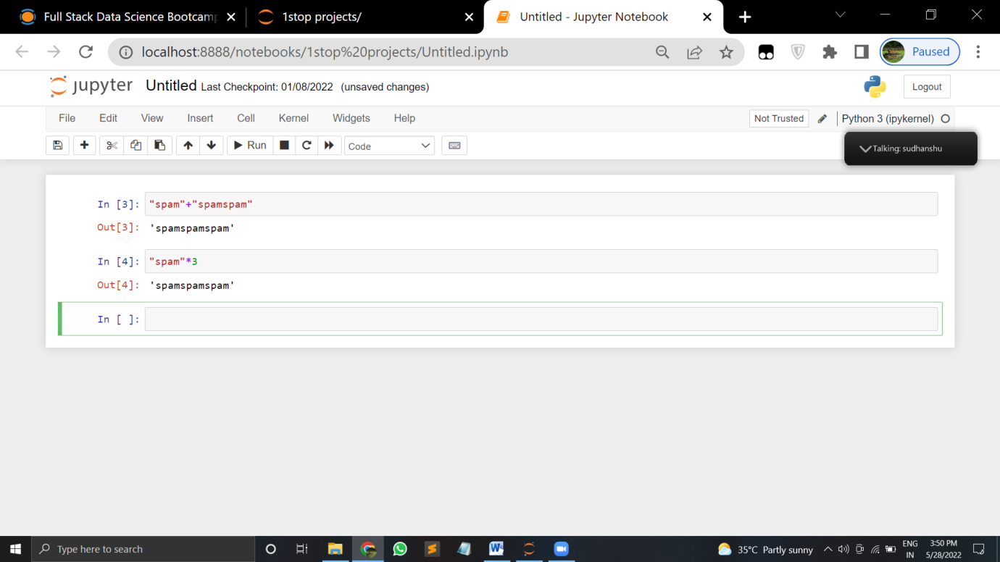 Full Stack Data Science Bootcamp
1stop projects/
Untitled - Jupyter Notebook
localhost:8888/notebooks/1stop%20projects/Untitled.ipynb
Paused
jupyter Untitled Last Checkpoint: 01/08/2022 (unsaved changes)
Logout
File Edit View Insert Cell Kernel Widgets Help
Not Trusted
Python 3 (ipykernel)
Run
Code
Talking: sudhanshu
In [3]: "spam"+"spamspam"
Out[3]: 'spamspamspam'
In [4]: "spam"*3
Out[4]: 'spamspamspam'
In [ ]:
Type here to search
35°C Partly sunny
ENG
IN
3:50 PM
5/28/2022